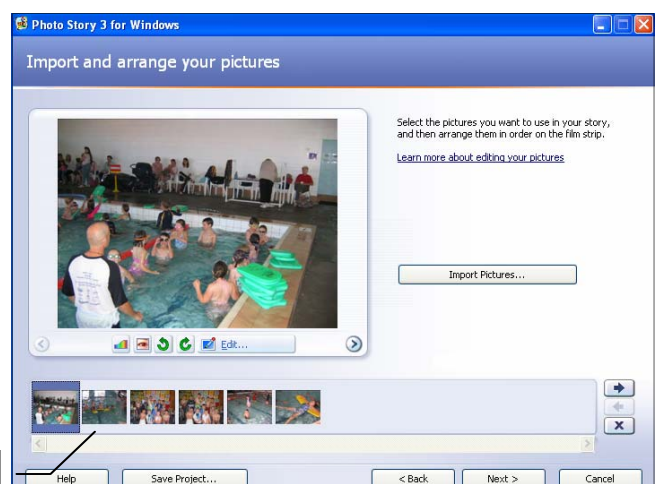 Photo Story 3 for Windows
Import and arrange your pictures
Select the pictures you want to use in your story,
and then arrange them in order on the film strip.
Learn more about editing your pictures
Import Pictures...
Edit...
Help
Save Project...
< Back
Next >
Cancel